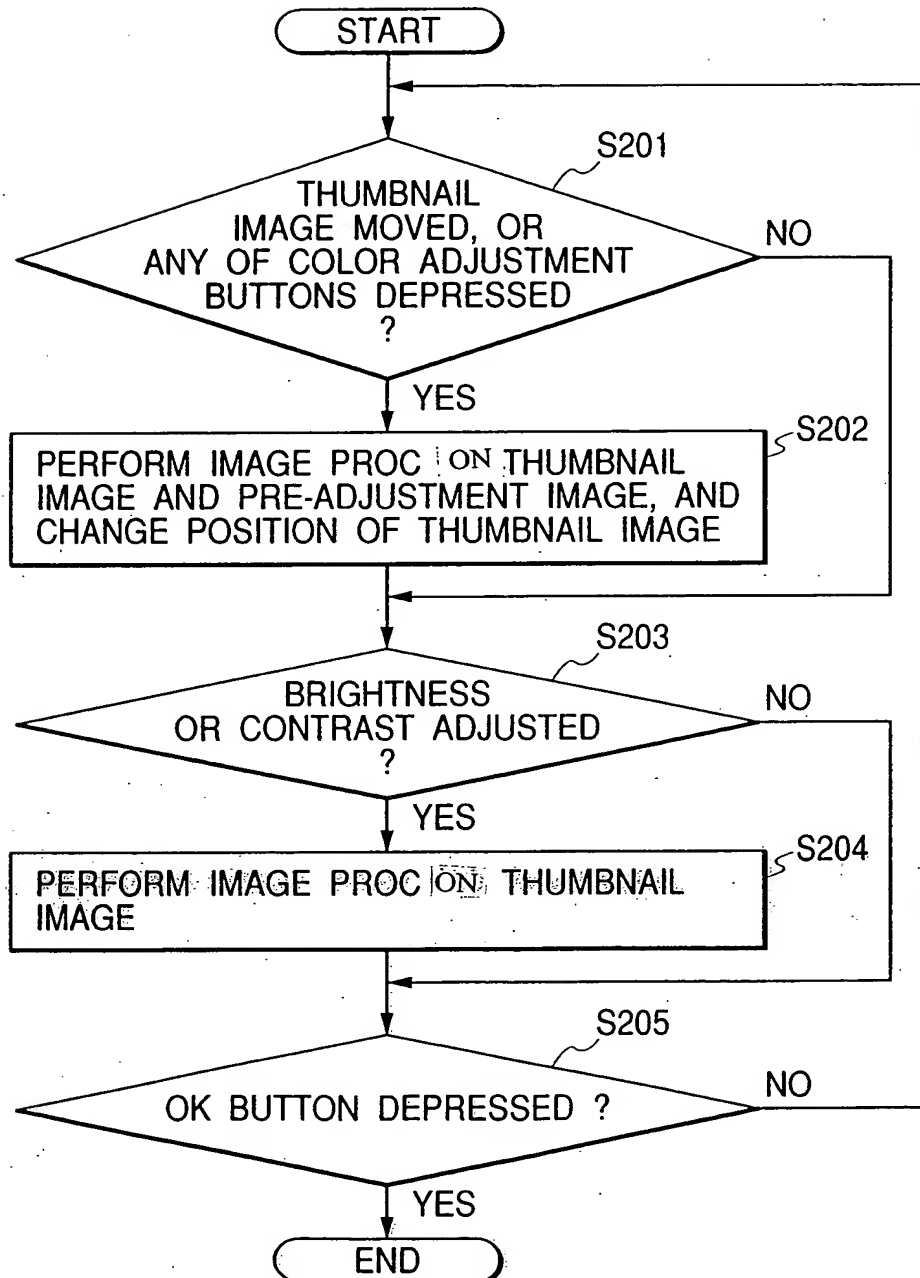 START
S201
THUMBNAIL
IMAGE MOVED, OR
ANY OF COLOR ADJUSTMENT
BUTTONS DEPRESSED
?
NO
YES
S202
PERFORM IMAGE PROC ON THUMBNAIL
IMAGE AND PRE-ADJUSTMENT IMAGE, AND
CHANGE POSITION OF THUMBNAIL IMAGE
S203
BRIGHTNESS
OR CONTRAST ADJUSTED
?
NO
YES
S204
PERFORM IMAGE PROC ON THUMBNAIL
IMAGE
S205
OK BUTTON DEPRESSED ?
NO
YES
END